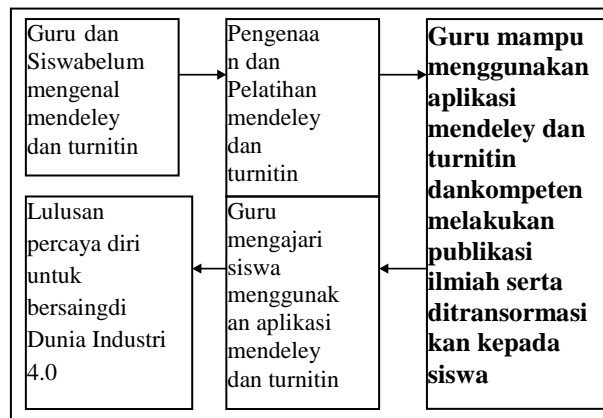 Guru dan
Siswabelum
mengenal
mendeley
dan turnitin
Pengenaa
n dan
Pelatihan
mendeley
dan
turnitin
Guru mampu
menggunakan
aplikasi
mendeley dan
turnitin
dankompeten
melakukan
publikasi
ilmiah serta
ditransormasi
kan kepada
siswa
Guru
mengajari
siswa
menggunak
an aplikasi
mendeley
dan turnitin
Lulusan
percaya diri
untuk
bersaingdi
Dunia Industri
4.0